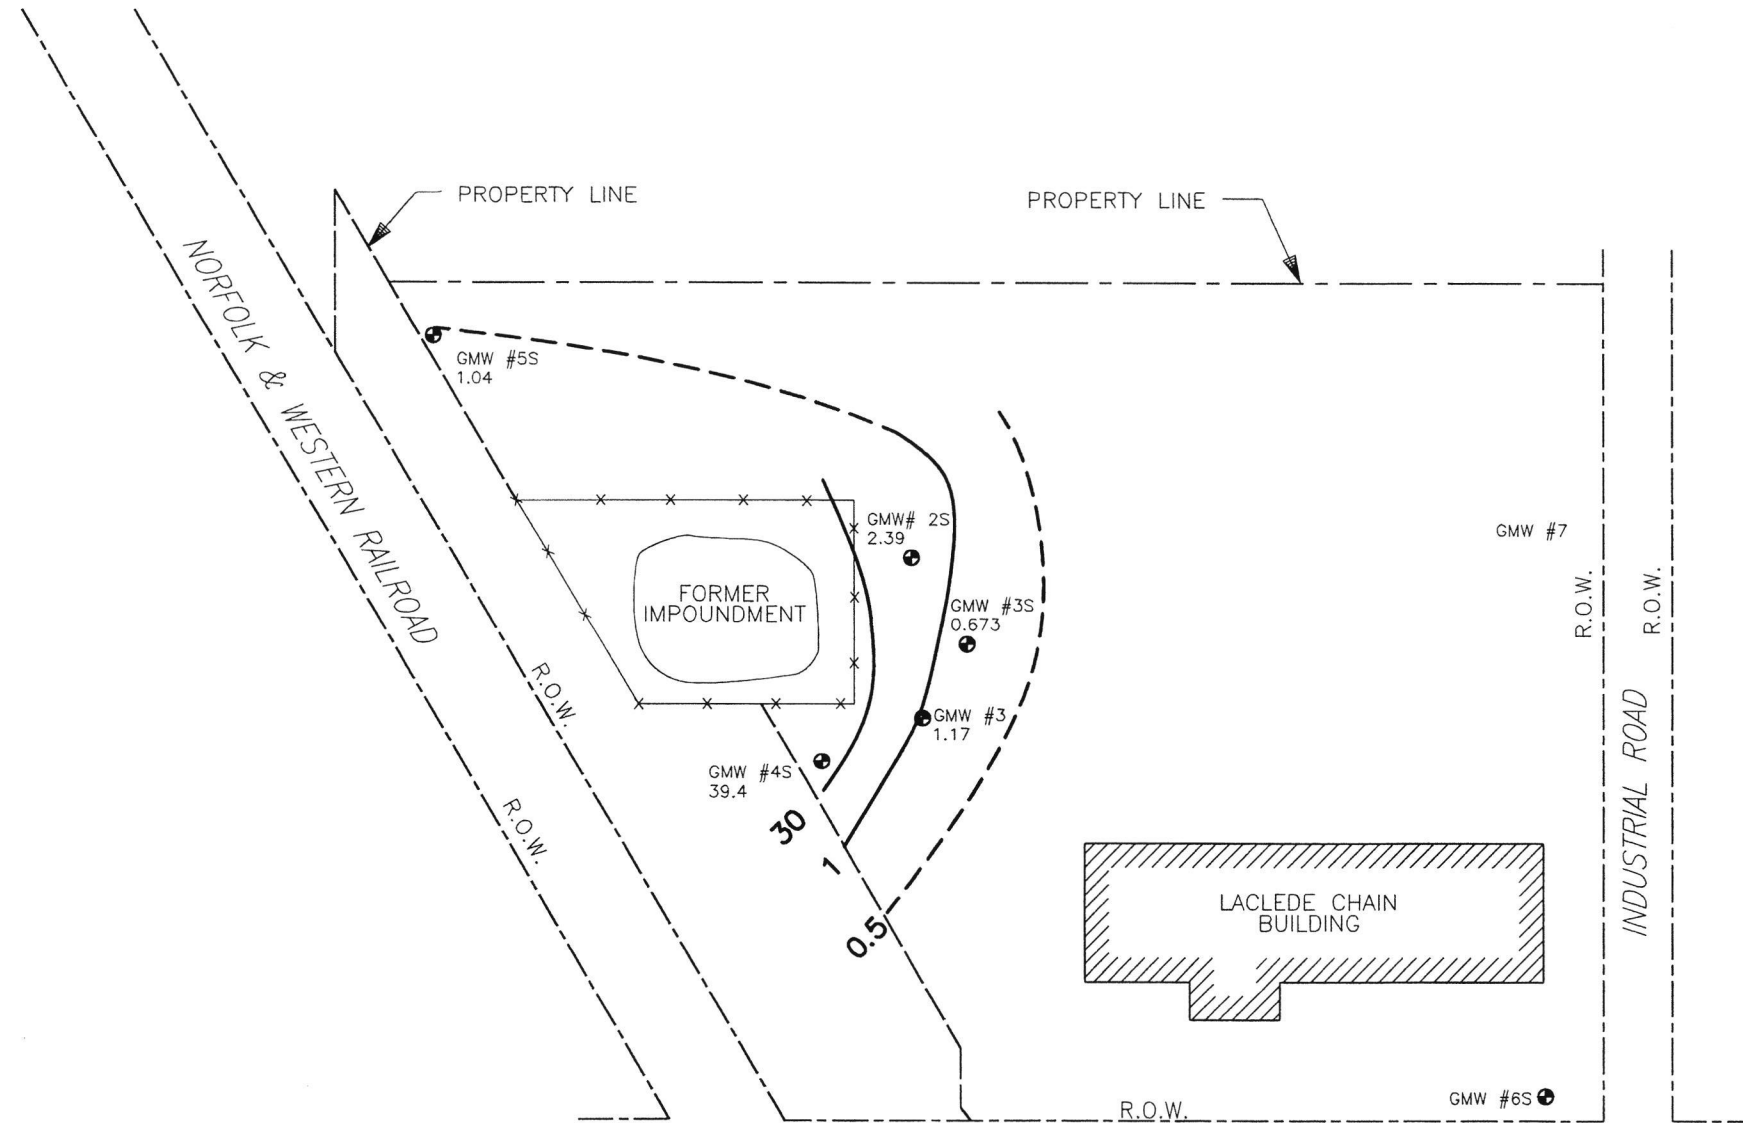 PROPERTY LINE
PROPERTY LINE
NORFOLK & WESTERN RAILROAD
GMW #5S
1.04
GMW# 2S
2.39
GMW #7
FORMER
IMPOUNDMENT
GMW #3S
0.673
R.O.W.
R.O.W.
R.O.W.
GMW #3
1.17
GMW #4S
39.4
R.O.W.
30
1
0.5
INDUSTRIAL ROAD
LACLEDE CHAIN
BUILDING
GMW #6S
R.O.W.